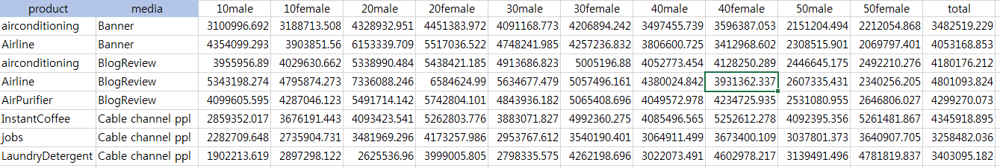 product media 10male 10female 20male 20female 30male 30female 40male 40female 50male 50female total
airconditioning Banner 3100996.692 3188713.508 4328932.951 4451383.972 4091168.773 4206894.242 3497455.739 3596387.053 2151204.494 2212054.868 3482519.229
Airline Banner 4354099.293 3903851.56 6153339.709 5517036.522 4748241.985 4257236.832 3806600.725 3412968.602 2308515.901 2069797.401 4053168.853
airconditioning BlogReview 3955956.89 4029630.662 5338990.484 5438421.185 4913686.823 5005196.88 4052773.454 4128250.289 2446645.175 2492210.276 4180176.212
Airline BlogReview 5343198.274 4795874.273 7336088.246 6584624.99 5634677.479 5057496.161 4380024.842 3931362.337 2607335.431 2340256.205 4801093.824
AirPurifier BlogReview 4099605.595 4287046.123 5491714.142 5742804.101 4843936.182 5065408.696 4049572.978 4234725.935 2531080.955 2646806.027 4299270.073
InstantCoffee Cable channel ppl 2859352.017 3676191.443 4093423.541 5262803.776 3883071.827 4992360.275 4085496.565 5252612.278 4092395.356 5261481.867 4345918.895
jobs Cable channel ppl 2282709.648 2735904.731 3481969.296 4173257.986 2953767.612 3540190.401 3064911.499 3673400.109 3037801.373 3640907.705 3258482.036
LaundryDetergent Cable channel ppl 1902213.619 2897298.122 2625536.96 3999005.805 2798335.575 4262198.696 3022073.491 4602978.217 3139491.496 4781819.837 3403095.182